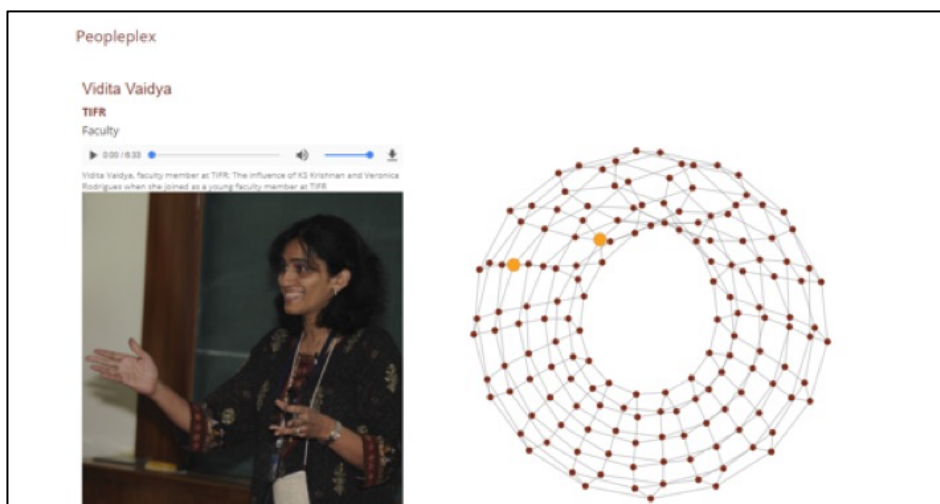 Peopleplex
Vidita Vaidya
TIFR
Faculty
0:00 / 6:33
Vidita Vaidya, faculty member at TIFR: The influence of KS Krishnan and Veronica
Rodrigues when she joined as a young faculty member at TIFR